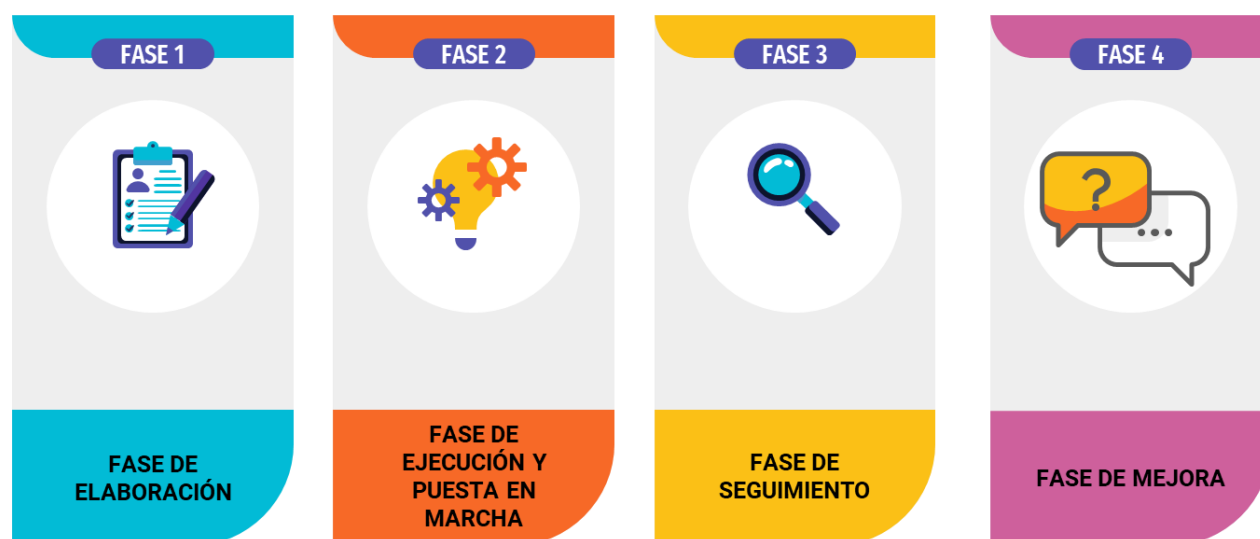 FASE 1
FASE 2
FASE 3
FASE 4
?
FASE DE
ELABORACIÓN
FASE DE
EJECUCIÓN Y
PUESTA EN
MARCHA
FASE DE
SEGUIMIENTO
FASE DE MEJORA